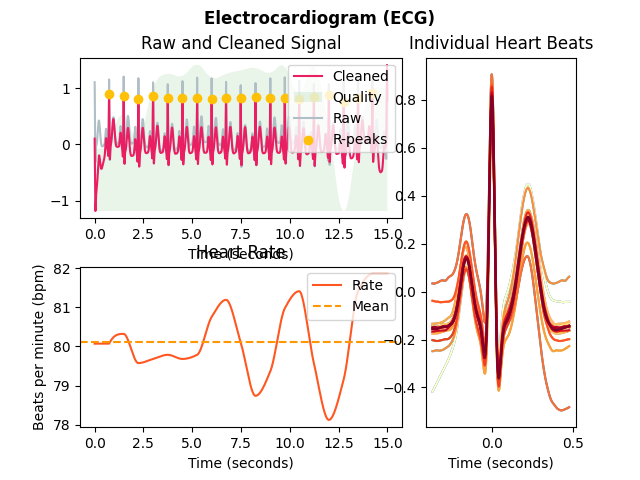 Electrocardiogram (ECG)
Raw and Cleaned Signal
1
0
−1
Cleaned
Quality
Raw
R-peaks
0.0 2.5 5.0 7.5 10.0 12.5 15.0
Time (seconds)
Heart Rate
Beats per minute (bpm)
82
81
80
79
78
Rate
Mean
0.0 2.5 5.0 7.5 10.0 12.5 15.0
Time (seconds)
Individual Heart Beats
0.8
0.6
0.4
0.2
0.0
−0.2
−0.4
0.0 0.5
Time (seconds)